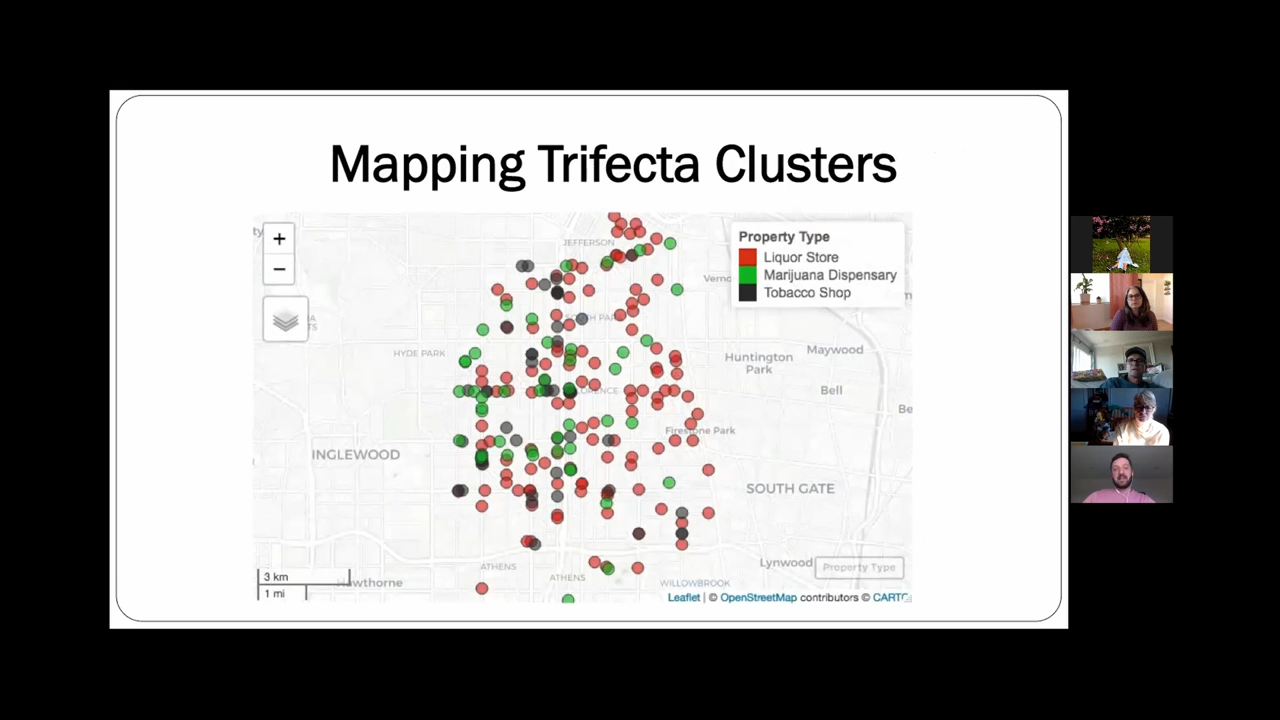 Mapping Trifecta Clusters
+
−
Property Type
Liquor Store
Marijuana Dispensary
Tobacco Shop
JEFFERSON
HYDE PARK
Huntington
Park
Maywood
Bell
Firestone Park
INGLEWOOD
SOUTH GATE
Lynwood
Property Type
ATHENS
ATHENS
WILLOWBROOK
3 km
1 mi
Leaflet | © OpenStreetMap contributors © CARTO